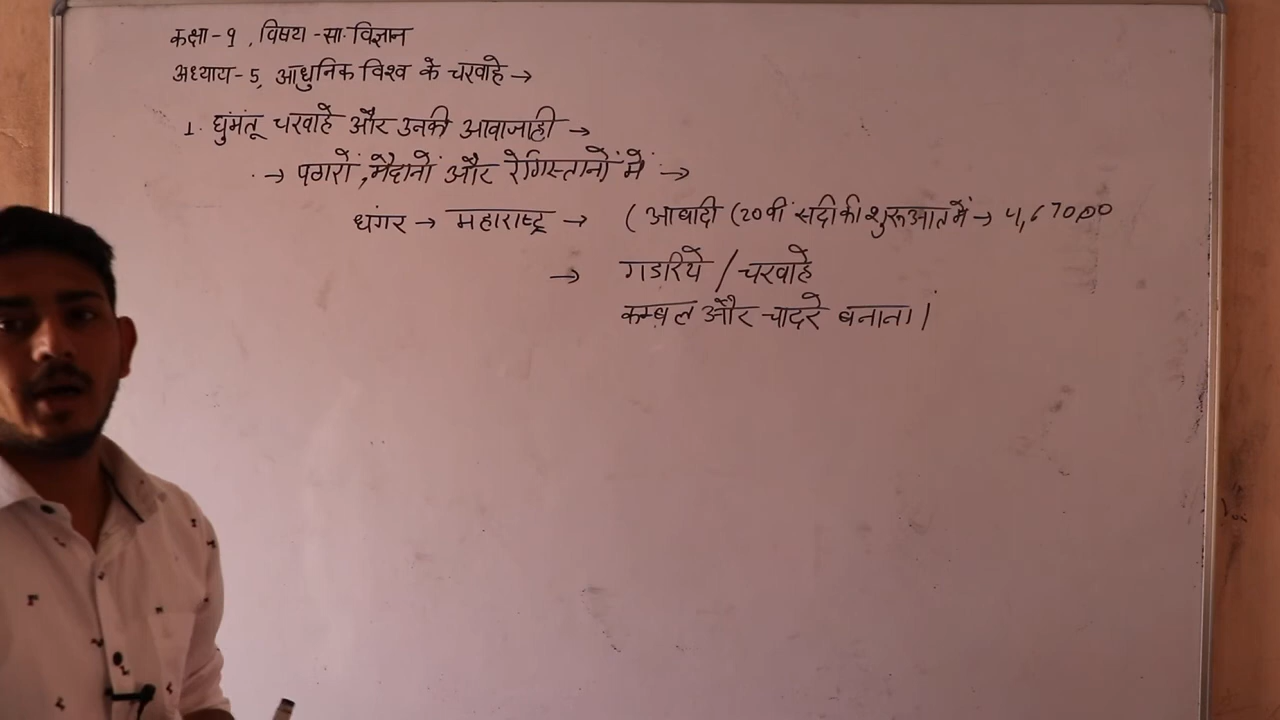 कक्षा-9, विषय-सा. विज्ञान
अध्याय-5, आधुनिक विश्व के चरवाहे →
1. घुमंतू चरवाहे और उनकी आवाजाही →
→ पठारों, मैदानों और रेगिस्तानों में →
धंगर → महाराष्ट्र → ( आबादी (20वीं सदी की शुरूआत में → 4,67000
→ गडरिये / चरवाहे
कम्बल और चादरे बनाना।